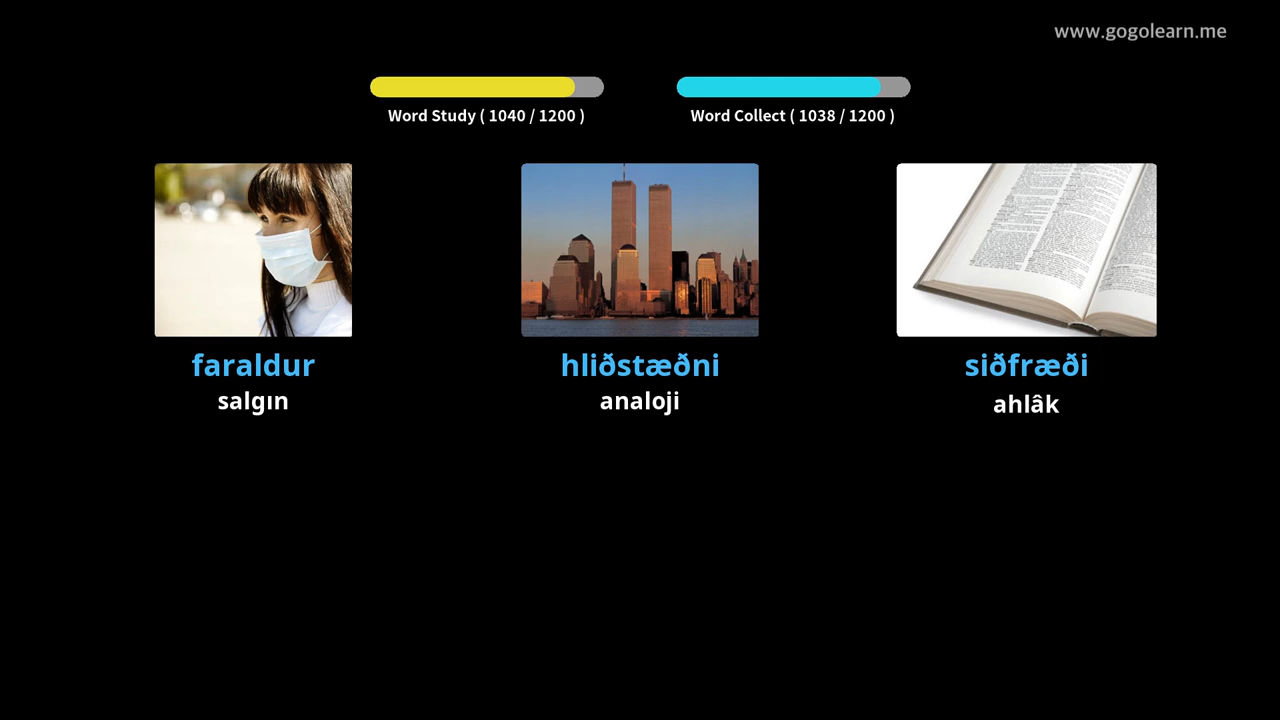 www.gogolearn.me
Word Study ( 1040 / 1200 )
Word Collect ( 1038 / 1200 )
faraldur
salgın
hliðstæðni
analoji
siðfræði
ahlâk